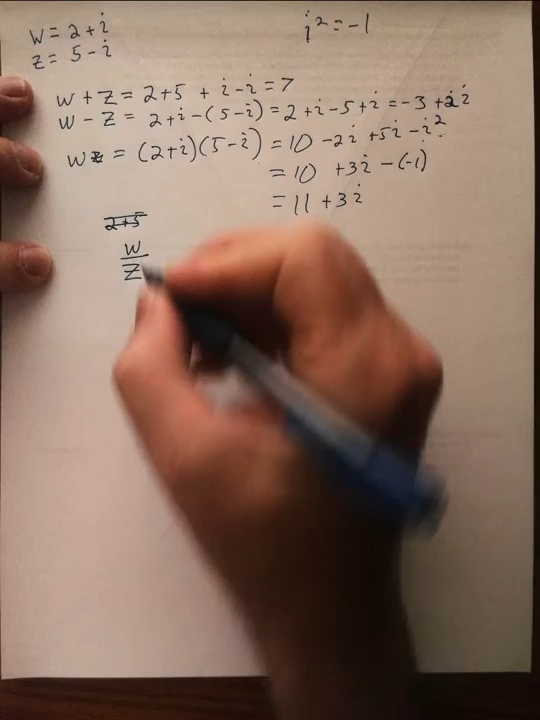 w = 2 + i
i² = -1
z = 5 - i
w + z = 2 + 5 + i - i = 7
w - z = 2 + i - (5 - i) = 2 + i - 5 + i = -3 + 2i
wz = (2 + i)(5 - i) = 10 - 2i + 5i - i²
= 10 + 3i - (-1)
= 11 + 3i
2+5
w
z